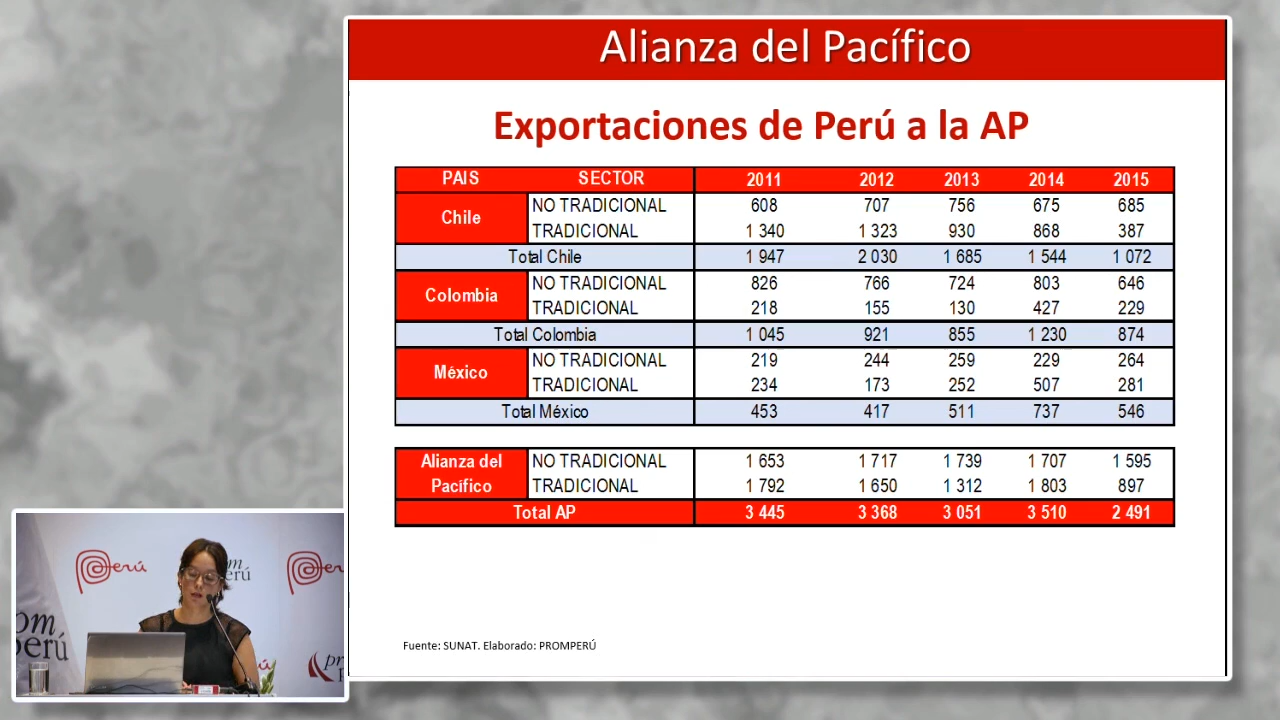 Alianza del Pacífico
Exportaciones de Perú a la AP
PAIS SECTOR 2011 2012 2013 2014 2015
Chile
NO TRADICIONAL 608 707 756 675 685
TRADICIONAL 1 340 1 323 930 868 387
Total Chile 1 947 2 030 1 685 1 544 1 072
Colombia
NO TRADICIONAL 826 766 724 803 646
TRADICIONAL 218 155 130 427 229
Total Colombia 1 045 921 855 1 230 874
México
NO TRADICIONAL 219 244 259 229 264
TRADICIONAL 234 173 252 507 281
Total México 453 417 511 737 546
Alianza del
Pacífico
NO TRADICIONAL 1 653 1 717 1 739 1 707 1 595
TRADICIONAL 1 792 1 650 1 312 1 803 897
Total AP 3 445 3 368 3 051 3 510 2 491
Fuente: SUNAT. Elaborado: PROMPERÚ
Perú